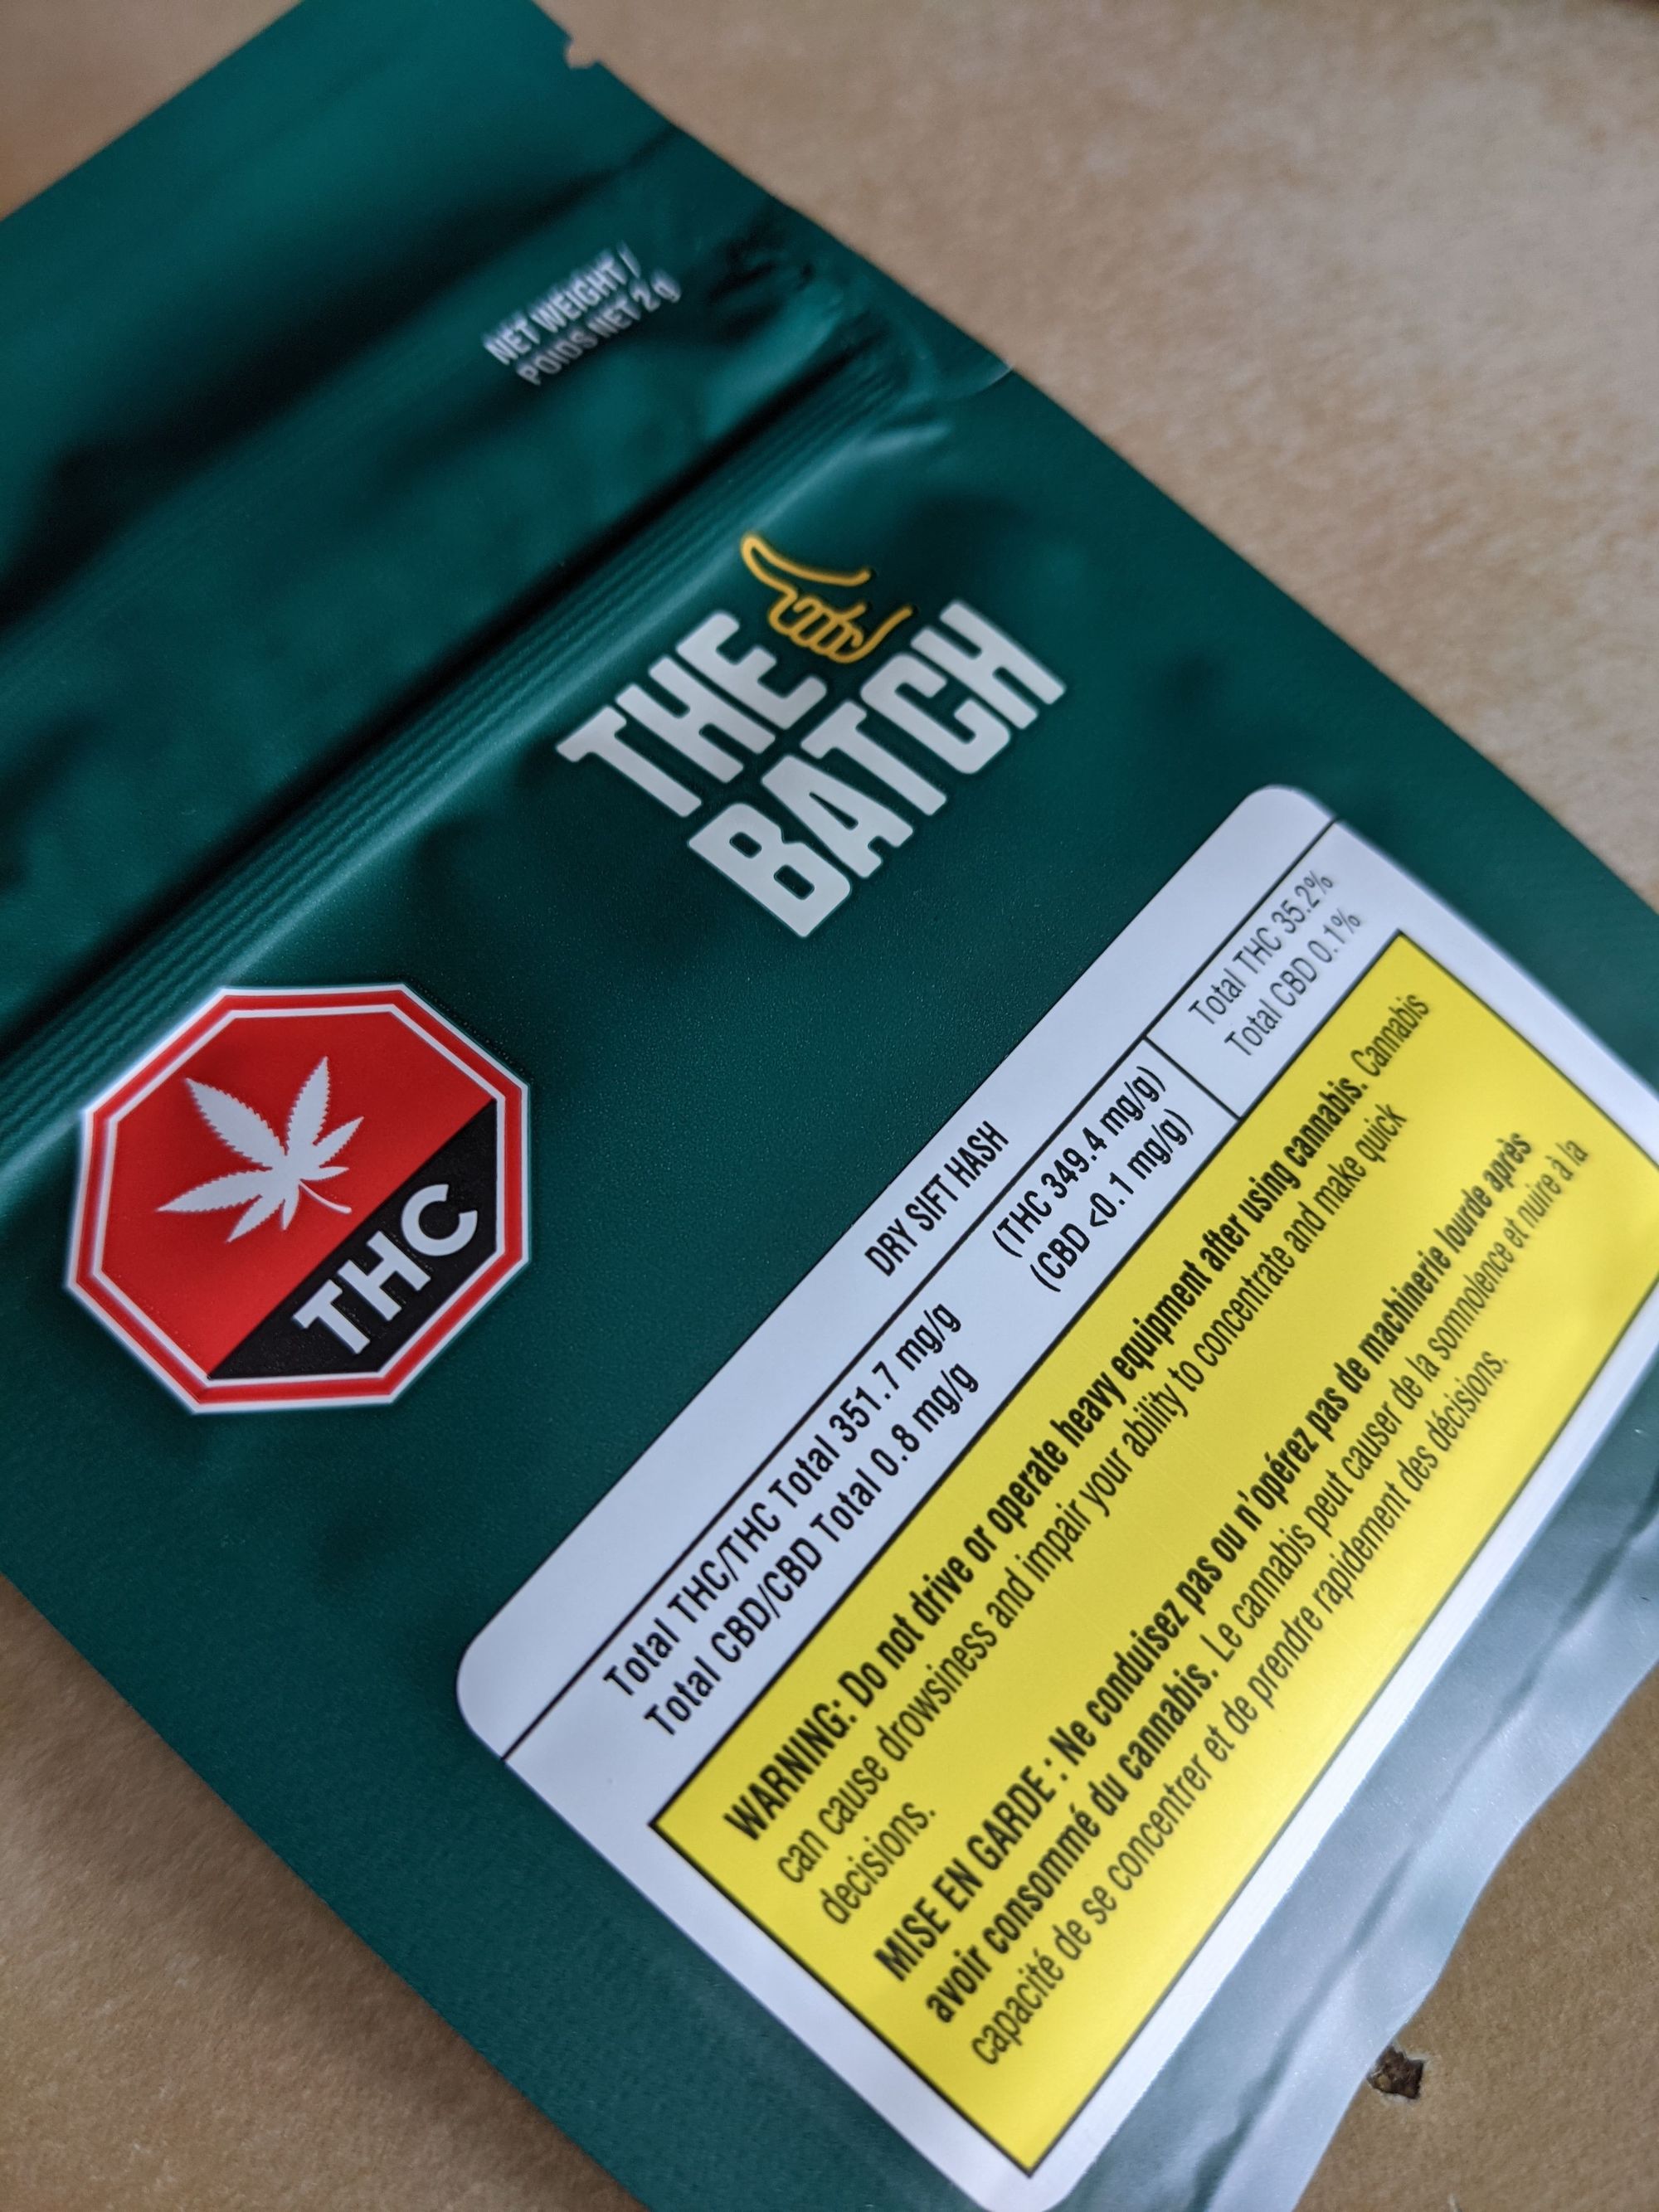 NET WEIGHT /
POIDS NET 2 g
THE
BATCH
THC
DRY SIFT HASH
Total THC/THC Total 351.7 mg/g (THC 349.4 mg/g) Total THC 35.2%
Total CBD/CBD Total 0.8 mg/g (CBD <0.1 mg/g) Total CBD 0.1%
WARNING: Do not drive or operate heavy equipment after using cannabis. Cannabis
can cause drowsiness and impair your ability to concentrate and make quick
decisions.
MISE EN GARDE : Ne conduisez pas ou n'opérez pas de machinerie lourde après
avoir consommé du cannabis. Le cannabis peut causer de la somnolence et nuire à la
capacité de se concentrer et de prendre rapidement des décisions.